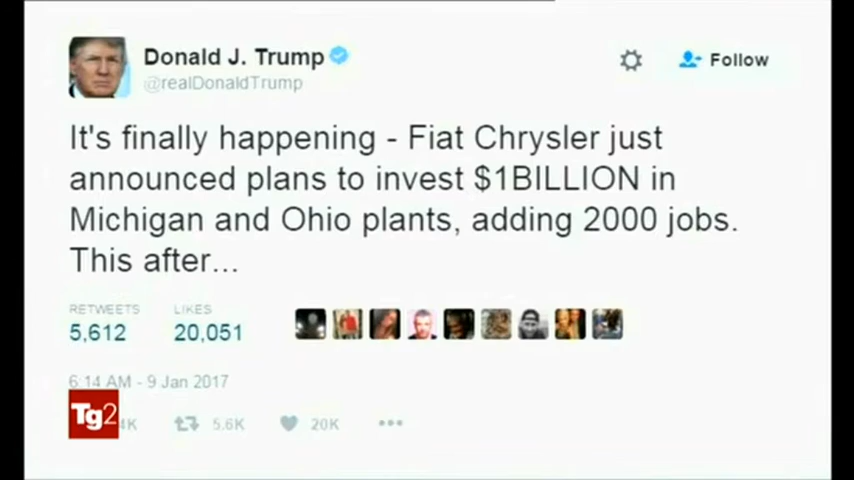 Donald J. Trump
@realDonaldTrump
Follow
It's finally happening - Fiat Chrysler just
announced plans to invest $1BILLION in
Michigan and Ohio plants, adding 2000 jobs.
This after...
RETWEETS LIKES
5,612 20,051
6:14 AM - 9 Jan 2017
Tg2
5.6K 20K